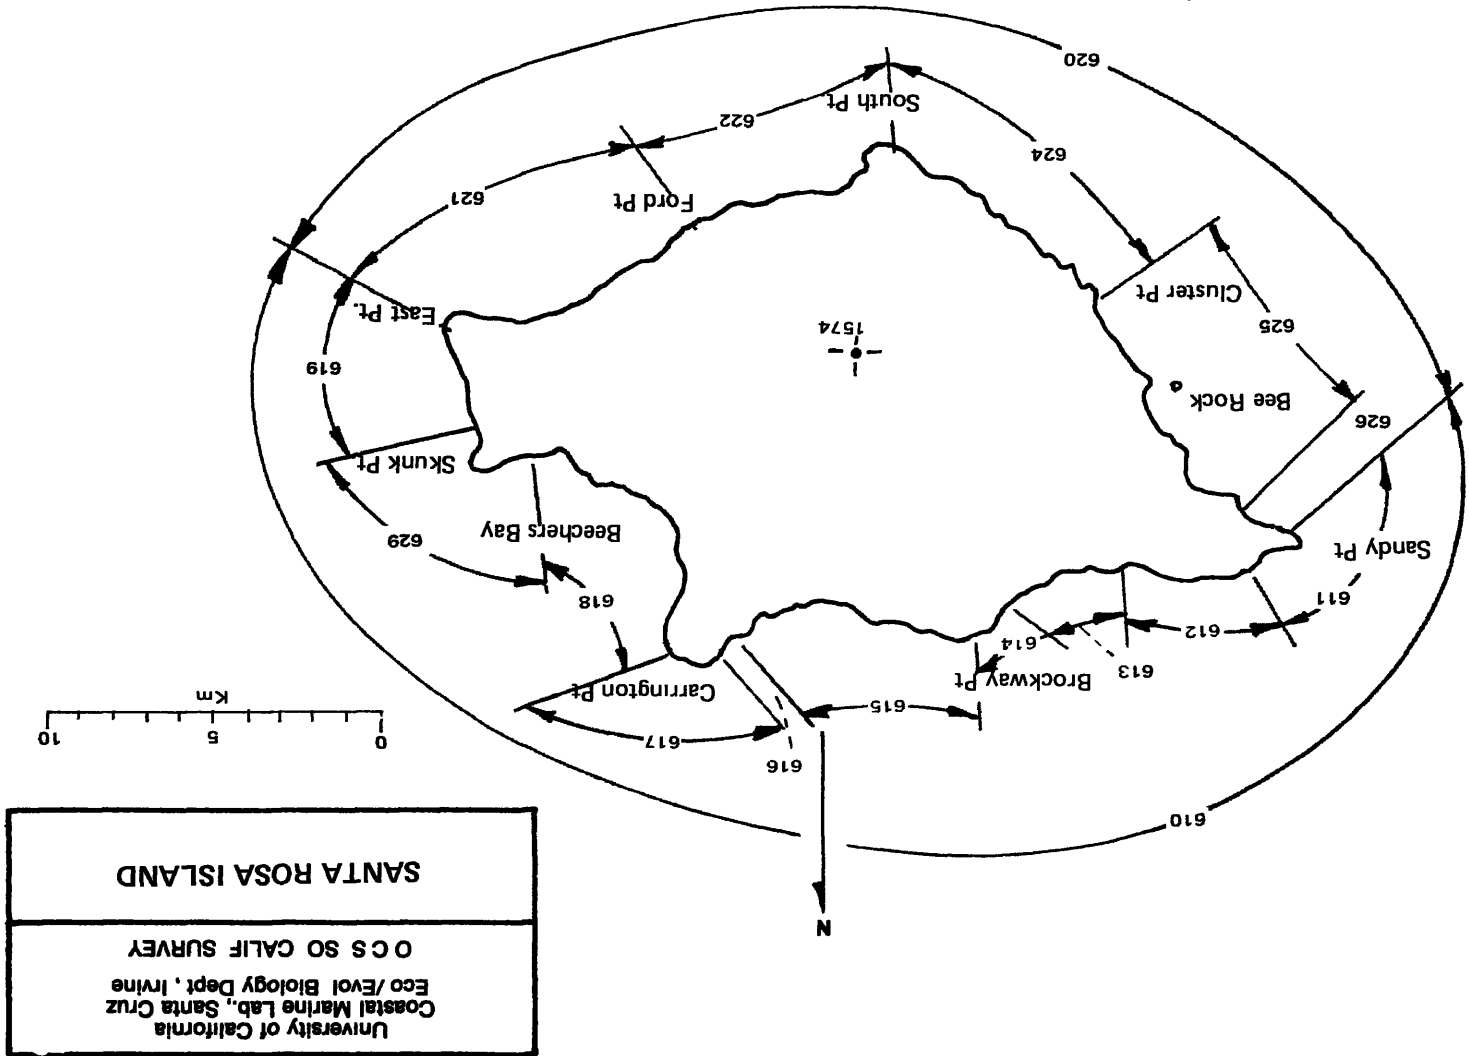 University of California
Coastal Marine Lab., Santa Cruz
Eco/Evol Biology Dept, Irvine
O C S SO CALIF SURVEY
SANTA ROSA ISLAND
N
610
616
617
615
Carrington Pt
Brockway Pt
613
614
612
611
618
629
Beechers Bay
Sandy Pt
Skunk Pt
626
Bee Rock
619
1574
625
East Pt.
Cluster Pt
Ford Pt
621
624
622
South Pt
620
0
5
10
Km